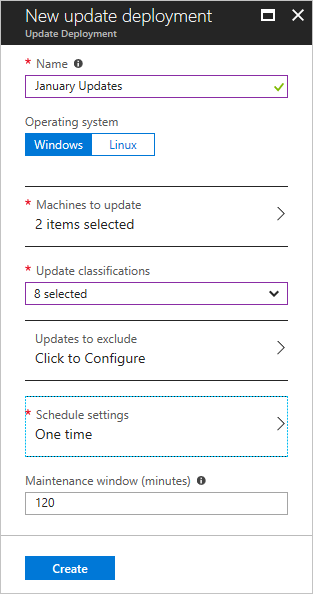 New update deployment
Update Deployment
* Name
January Updates
Operating system
Windows Linux
* Machines to update
2 items selected
* Update classifications
8 selected
Updates to exclude
Click to Configure
* Schedule settings
One time
Maintenance window (minutes)
120
Create